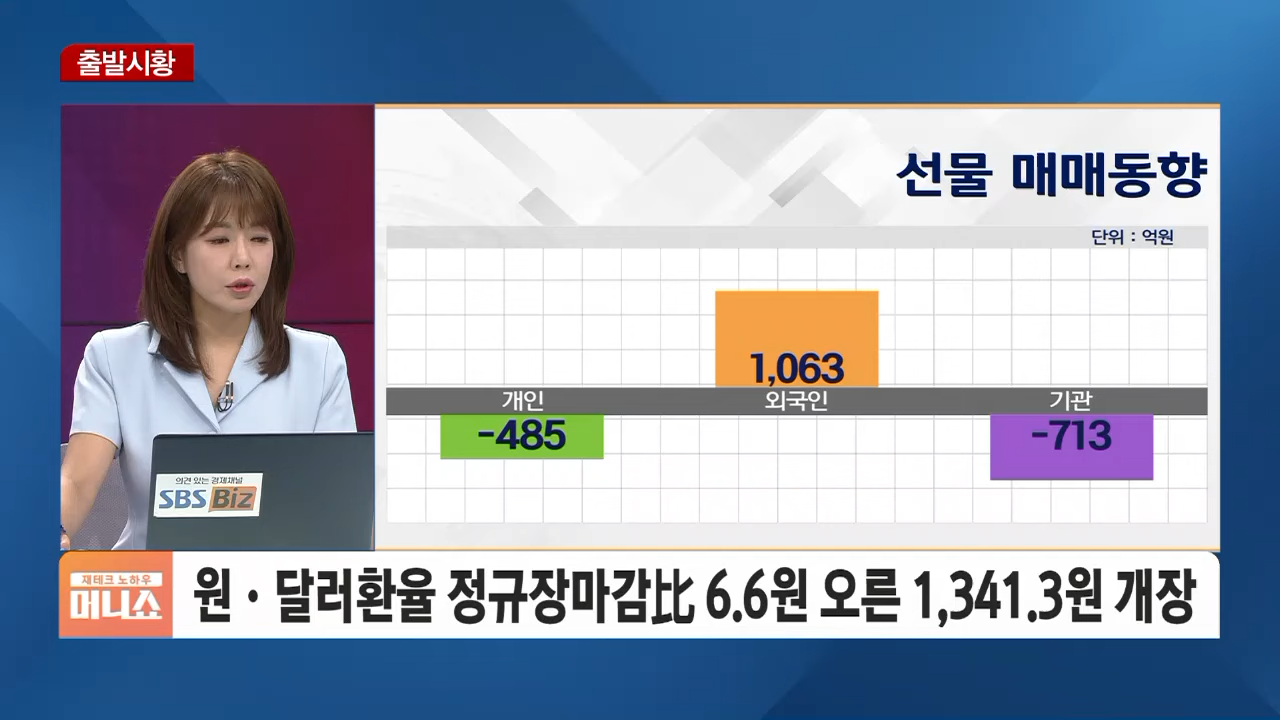 출발시황
선물 매매동향
단위 : 억원
1,063
개인
외국인
기관
-485
-713
의견 있는 경제채널
SBS Biz
재테크 노하우
머니쇼
원·달러환율 정규장마감比 6.6원 오른 1,341.3원 개장